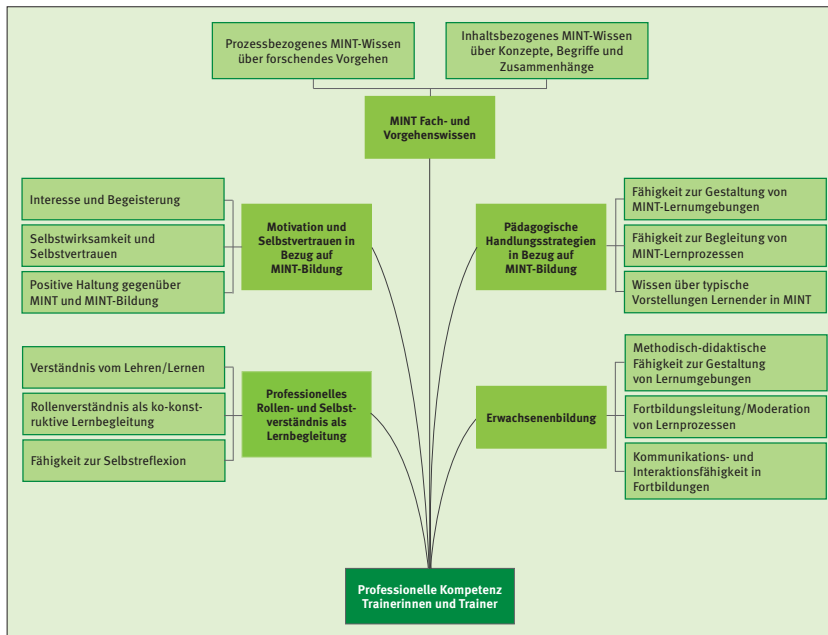 Prozessbezogenes MINT-Wissen
über forschendes Vorgehen
Inhaltsbezogenes MINT-Wissen
über Konzepte, Begriffe und
Zusammenhänge
MINT Fach- und
Vorgehenswissen
Interesse und Begeisterung
Selbstwirksamkeit und
Selbstvertrauen
Positive Haltung gegenüber
MINT und MINT-Bildung
Motivation und
Selbstvertrauen in
Bezug auf
MINT-Bildung
Pädagogische
Handlungsstrategien
in Bezug auf
MINT-Bildung
Fähigkeit zur Gestaltung von
MINT-Lernumgebungen
Fähigkeit zur Begleitung von
MINT-Lernprozessen
Wissen über typische
Vorstellungen Lernender in MINT
Verständnis vom Lehren/Lernen
Rollenverständnis als ko-konst-
ruktive Lernbegleitung
Fähigkeit zur Selbstreflexion
Professionelles
Rollen- und Selbst-
verständnis als
Lernbegleitung
Erwachsenenbildung
Methodisch-didaktische
Fähigkeit zur Gestaltung
von Lernumgebungen
Fortbildungsleitung/Moderation
von Lernprozessen
Kommunikations- und
Interaktionsfähigkeit in
Fortbildungen
Professionelle Kompetenz
Trainerinnen und Trainer